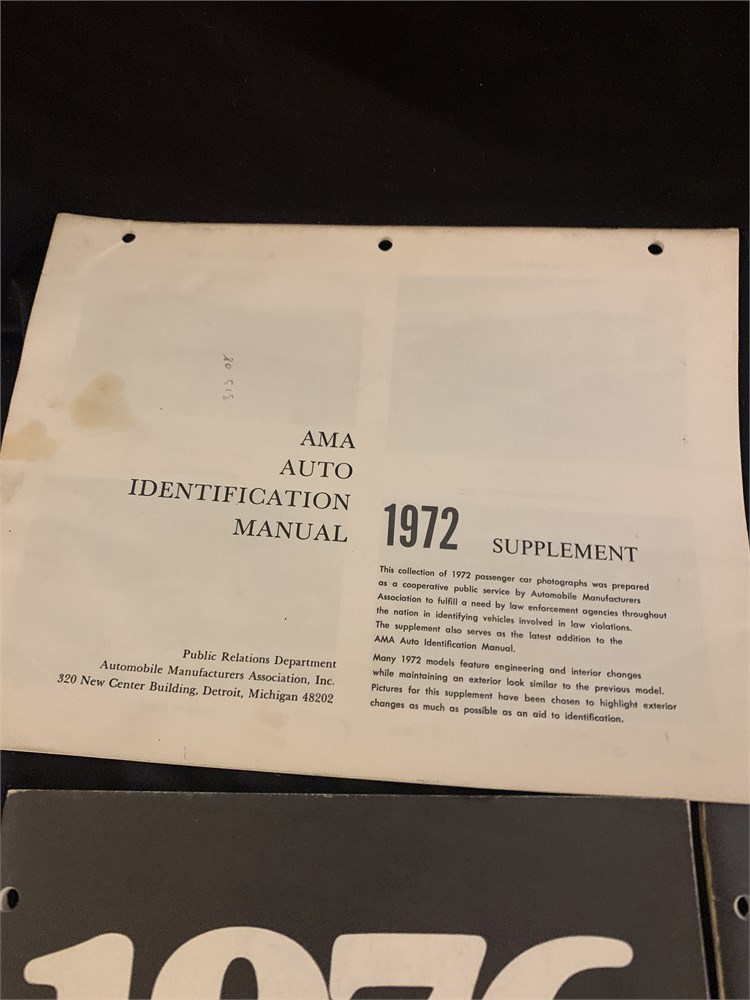 313 08
AMA
AUTO
IDENTIFICATION
MANUAL
1972 SUPPLEMENT
This collection of 1972 passenger car photographs was prepared
as a cooperative public service by Automobile Manufacturers
Association to fulfill a need by law enforcement agencies throughout
the nation in identifying vehicles involved in law violations.
The supplement also serves as the latest addition to the
AMA Auto Identification Manual.
Many 1972 models feature engineering and interior changes
while maintaining an exterior look similar to the previous model.
Pictures for this supplement have been chosen to highlight exterior
changes as much as possible as an aid to identification.
Public Relations Department
Automobile Manufacturers Association, Inc.
320 New Center Building, Detroit, Michigan 48202
1976